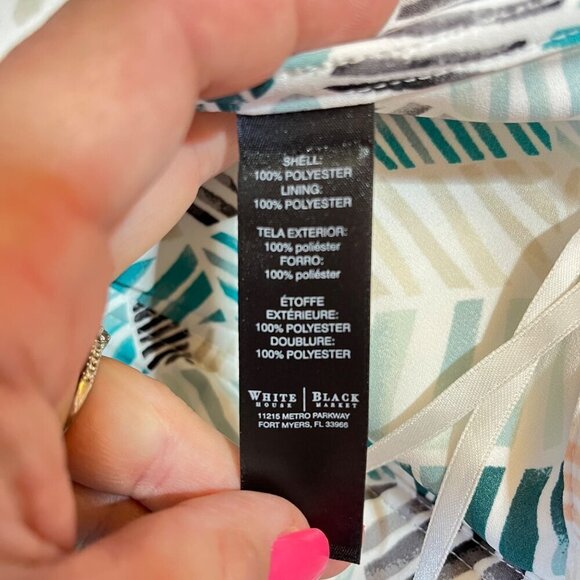 SHELL:
100% POLYESTER
LINING:
100% POLYESTER
TELA EXTERIOR:
100% poliéster
FORRO:
100% poliéster
ÉTOFFE
EXTÉRIEURE:
100% POLYESTER
DOUBLURE:
100% POLYESTER
WHITE | BLACK
HOUSE MARKET
11215 METRO PARKWAY
FORT MYERS, FL 33966